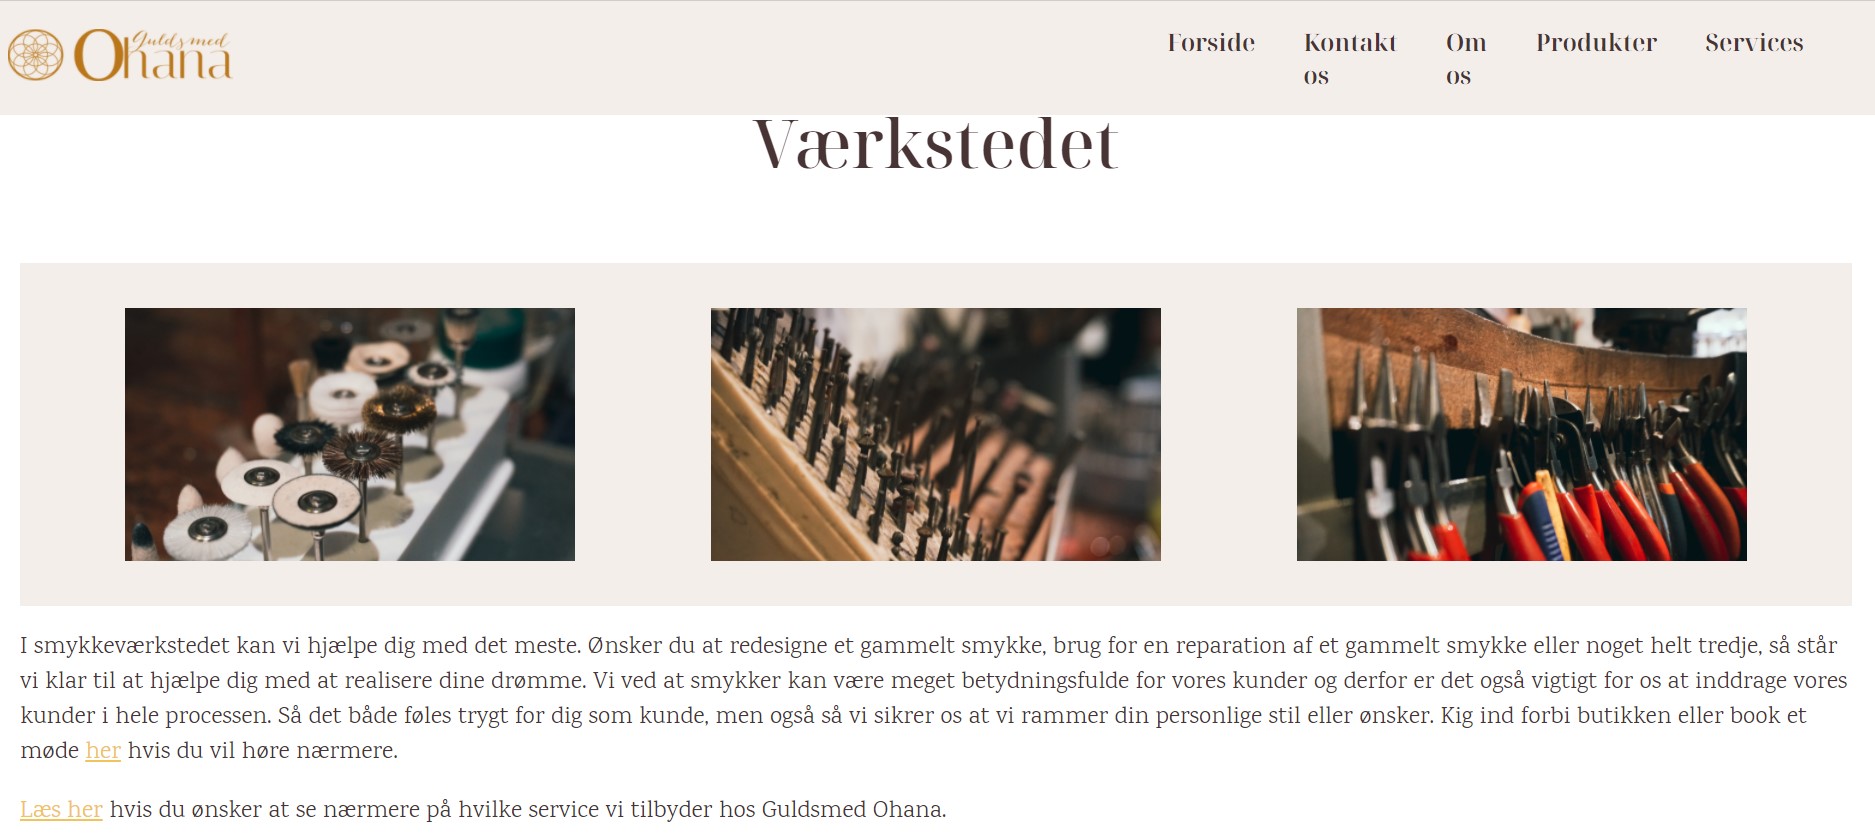 Guldsmed
Ohana
Forside Kontakt os Om os Produkter Services
Værkstedet
I smykkeværkstedet kan vi hjælpe dig med det meste. Ønsker du at redesigne et gammelt smykke, brug for en reparation af et gammelt smykke eller noget helt tredje, så står
vi klar til at hjælpe dig med at realisere dine drømme. Vi ved at smykker kan være meget betydningsfulde for vores kunder og derfor er det også vigtigt for os at inddrage vores
kunder i hele processen. Så det både føles trygt for dig som kunde, men også så vi sikrer os at vi rammer din personlige stil eller ønsker. Kig ind forbi butikken eller book et
møde her hvis du vil høre nærmere.
Læs her hvis du ønsker at se nærmere på hvilke service vi tilbyder hos Guldsmed Ohana.